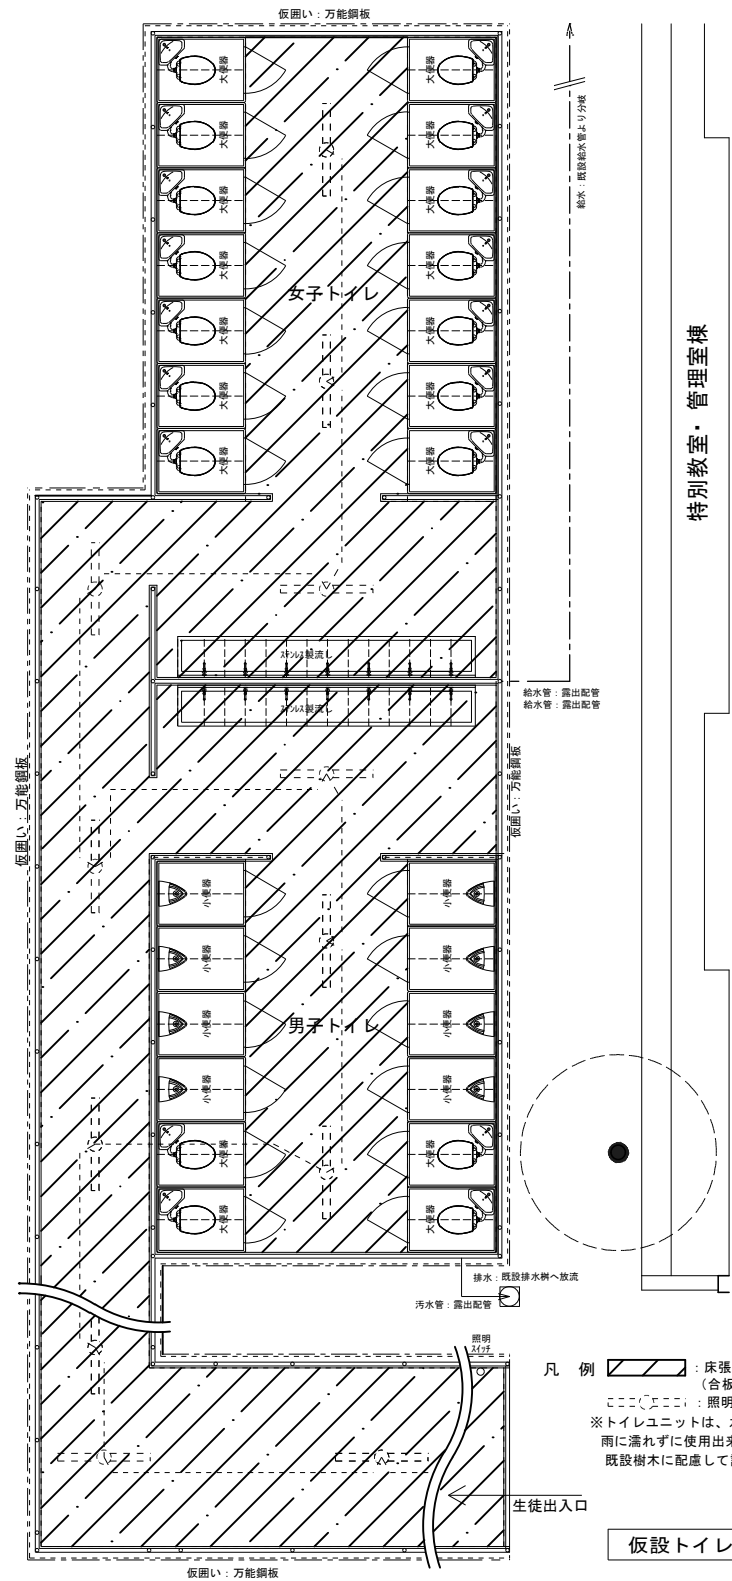 仮囲い：万能鋼板
大便器
大便器
大便器
大便器
大便器
大便器
大便器
大便器
大便器
大便器
大便器
大便器
大便器
大便器
女子トイレ
給水：既設給水管より分岐
特別教室・管理室棟
ｽﾃﾝﾚｽ製流し
ｽﾃﾝﾚｽ製流し
給水管：露出配管
給水管：露出配管
仮囲い：万能鋼板
仮囲い：万能鋼板
小便器
小便器
小便器
小便器
小便器
小便器
小便器
小便器
男子トイレ
大便器
大便器
大便器
大便器
排水：既設排水桝へ放流
汚水管：露出配管
照明
ｽｲｯﾁ
凡　例
：床張
（合板
：照明
※トイレユニットは、
雨に濡れずに使用出来
既設樹木に配慮して
生徒出入口
仮設トイレ
仮囲い：万能鋼板